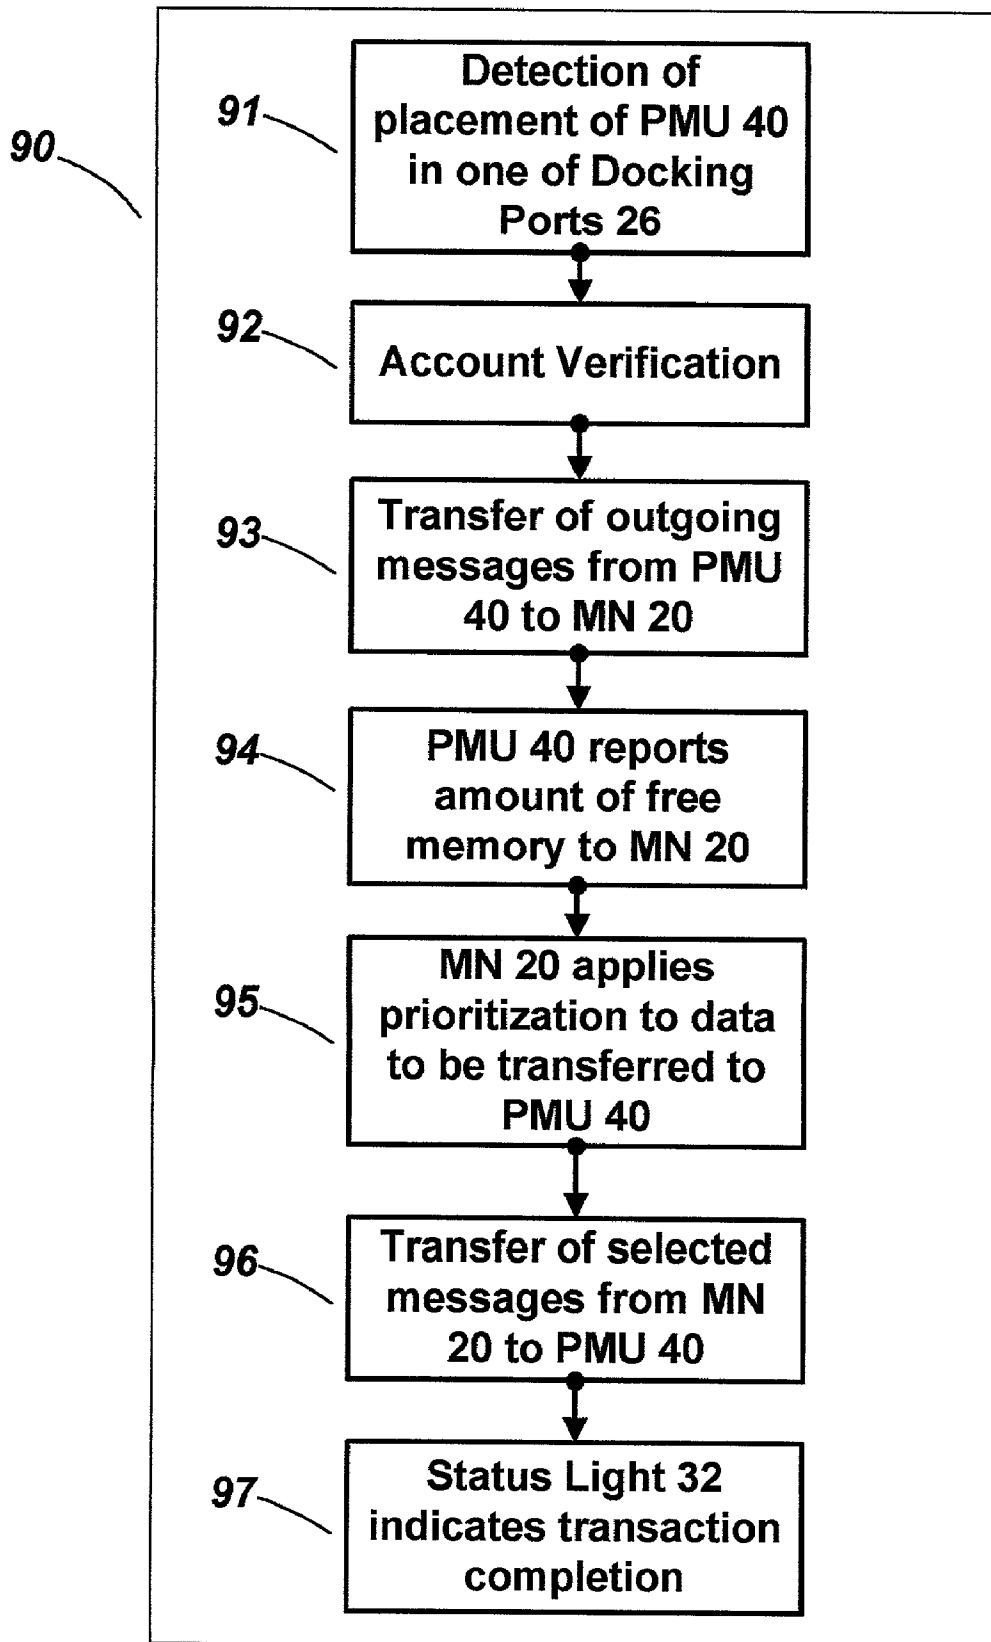 90
91
Detection of
placement of PMU 40
in one of Docking
Ports 26
92
Account Verification
93
Transfer of outgoing
messages from PMU
40 to MN 20
94
PMU 40 reports
amount of free
memory to MN 20
95
MN 20 applies
prioritization to data
to be transferred to
PMU 40
96
Transfer of selected
messages from MN
20 to PMU 40
97
Status Light 32
indicates transaction
completion